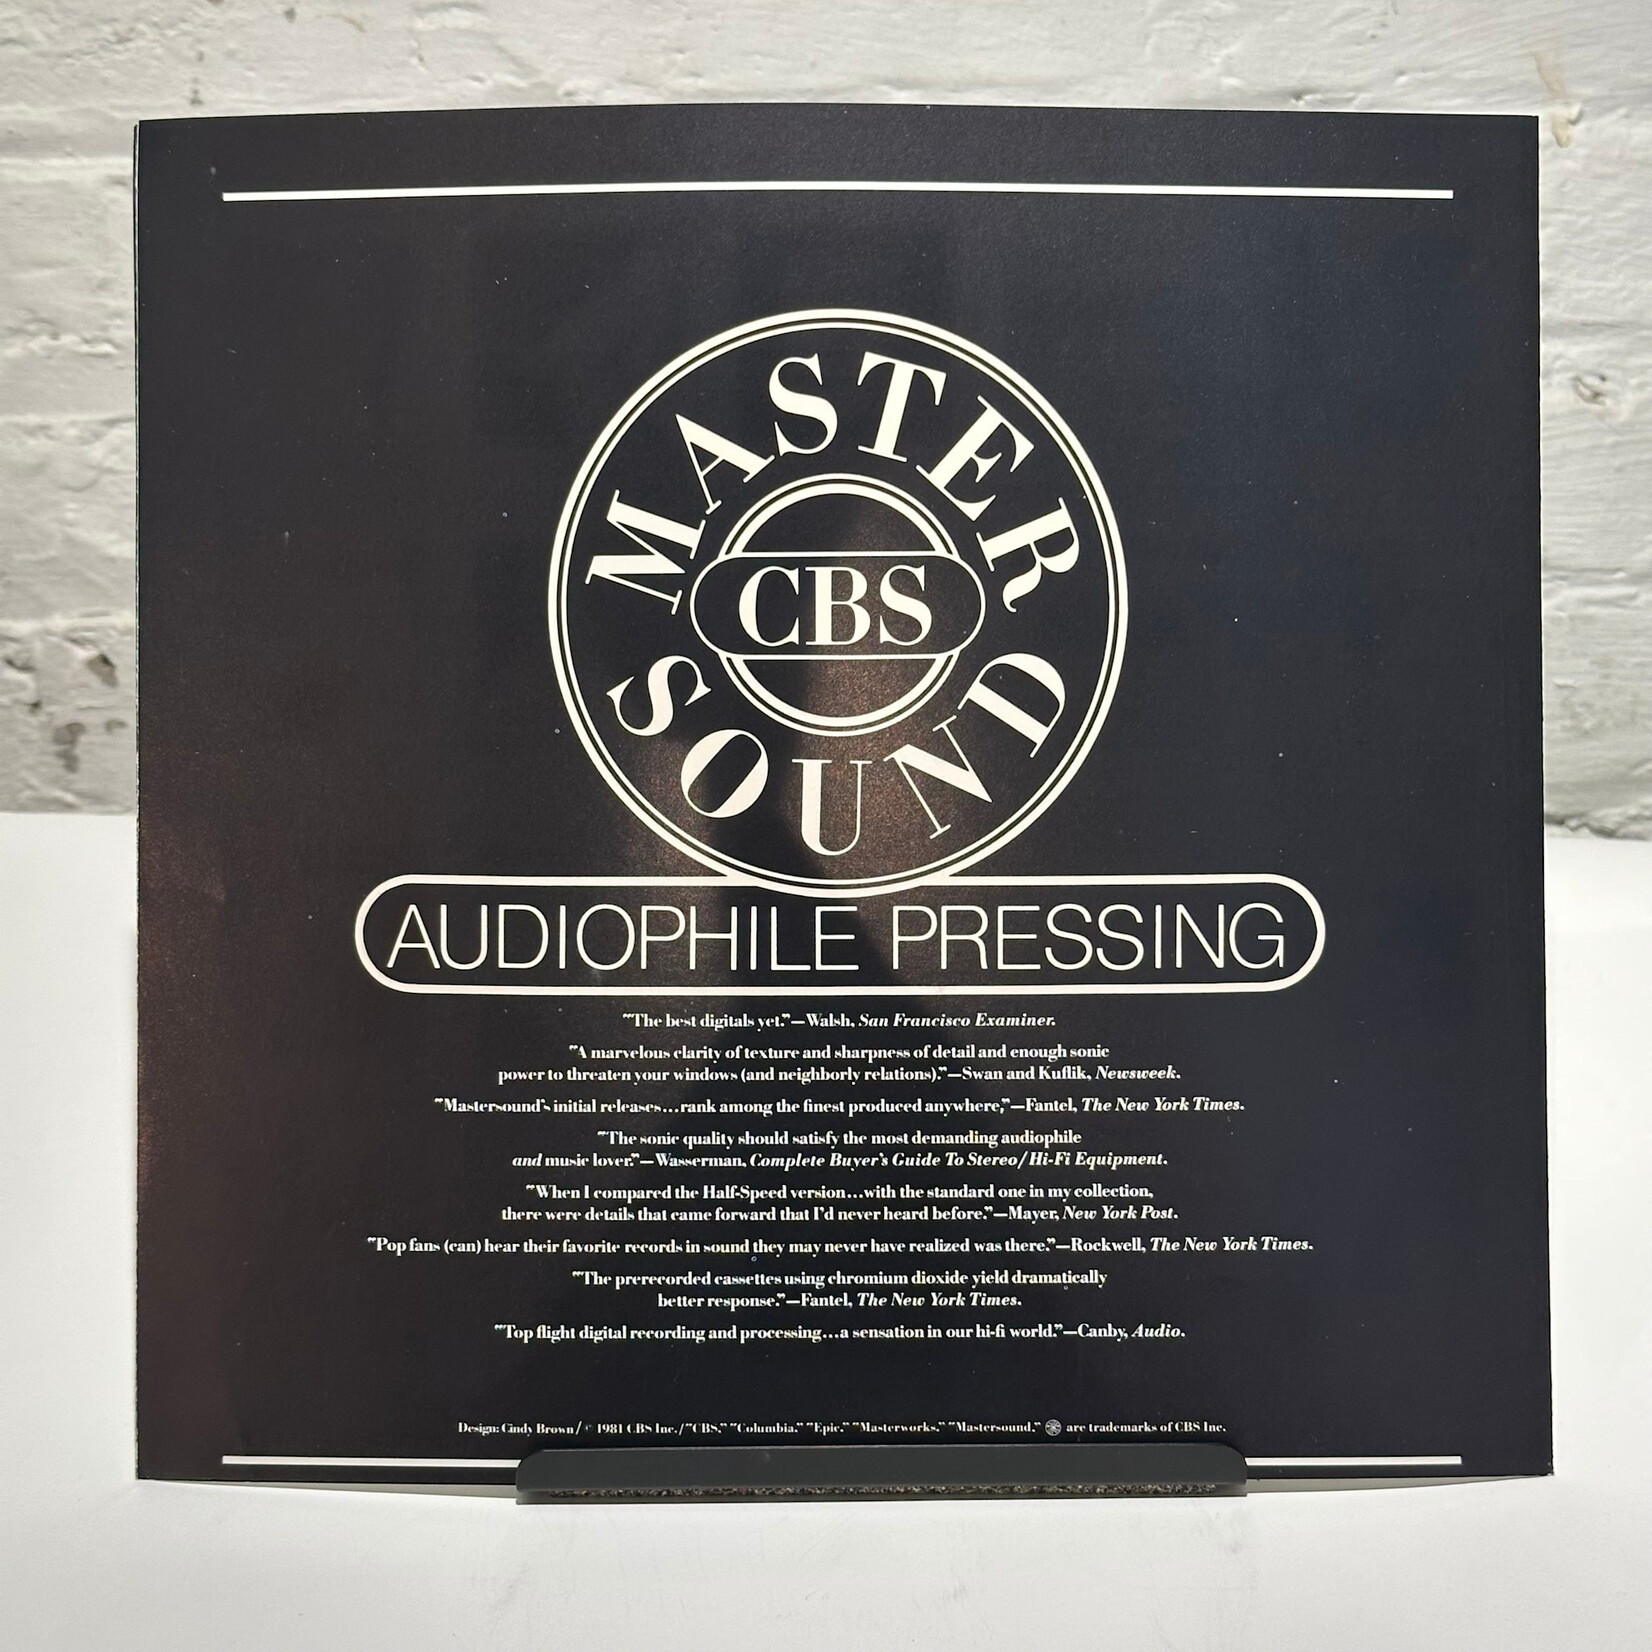 MASTER
CBS
SOUND
AUDIOPHILE PRESSING
"The best digitals yet."—Walsh, San Francisco Examiner.
"A marvelous clarity of texture and sharpness of detail and enough sonic
power to threaten your windows (and neighborly relations)."—Swan and Kuflik, Newsweek.
"Mastersound's initial releases...rank among the finest produced anywhere,"—Fantel, The New York Times.
"The sonic quality should satisfy the most demanding audiophile
and music lover."—Wasserman, Complete Buyer's Guide To Stereo/Hi-Fi Equipment.
"When I compared the Half-Speed version...with the standard one in my collection,
there were details that came forward that I'd never heard before."—Mayer, New York Post.
"Pop fans (can) hear their favorite records in sound they may never have realized was there."—Rockwell, The New York Times.
"The prerecorded cassettes using chromium dioxide yield dramatically
better response."—Fantel, The New York Times.
"Top flight digital recording and processing...a sensation in our hi-fi world."—Canby, Audio.
Design: Cindy Brown/ © 1981 CBS Inc./"CBS," "Columbia," "Epic," "Masterworks," "Mastersound," are trademarks of CBS Inc.